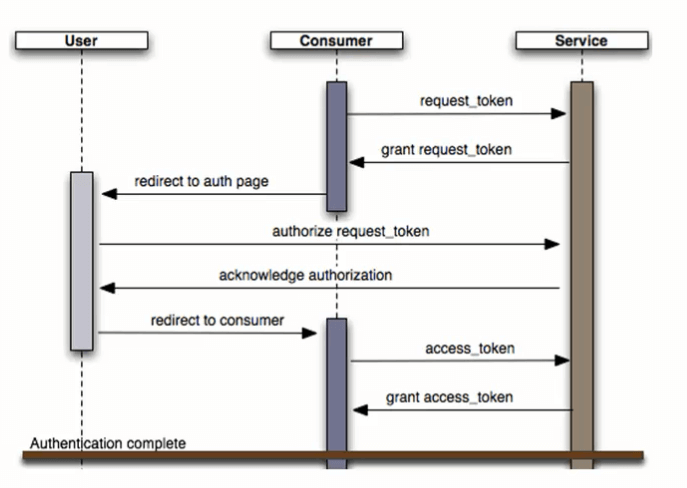 User
Consumer
Service
request_token
grant request_token
redirect to auth page
authorize request_token
acknowledge authorization
redirect to consumer
access_token
grant access_token
Authentication complete